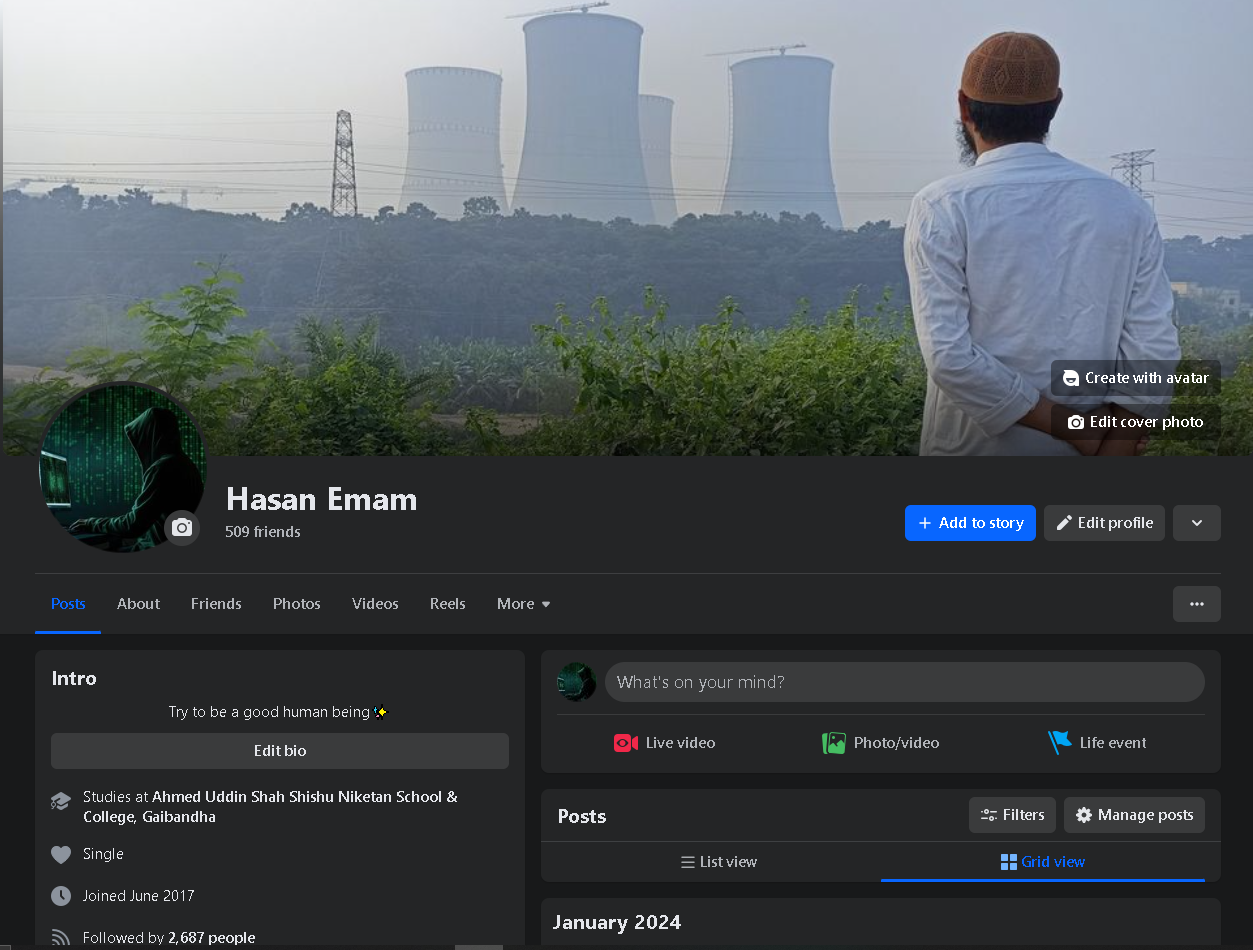 Create with avatar
Edit cover photo
Hasan Emam
509 friends
Add to story
Edit profile
Posts
About
Friends
Photos
Videos
Reels
More
Intro
Try to be a good human being
Edit bio
Studies at Ahmed Uddin Shah Shishu Niketan School &
College, Gaibandha
Single
Joined June 2017
Followed by 2,687 people
What's on your mind?
Live video
Photo/video
Life event
Posts
Filters
Manage posts
List view
Grid view
January 2024